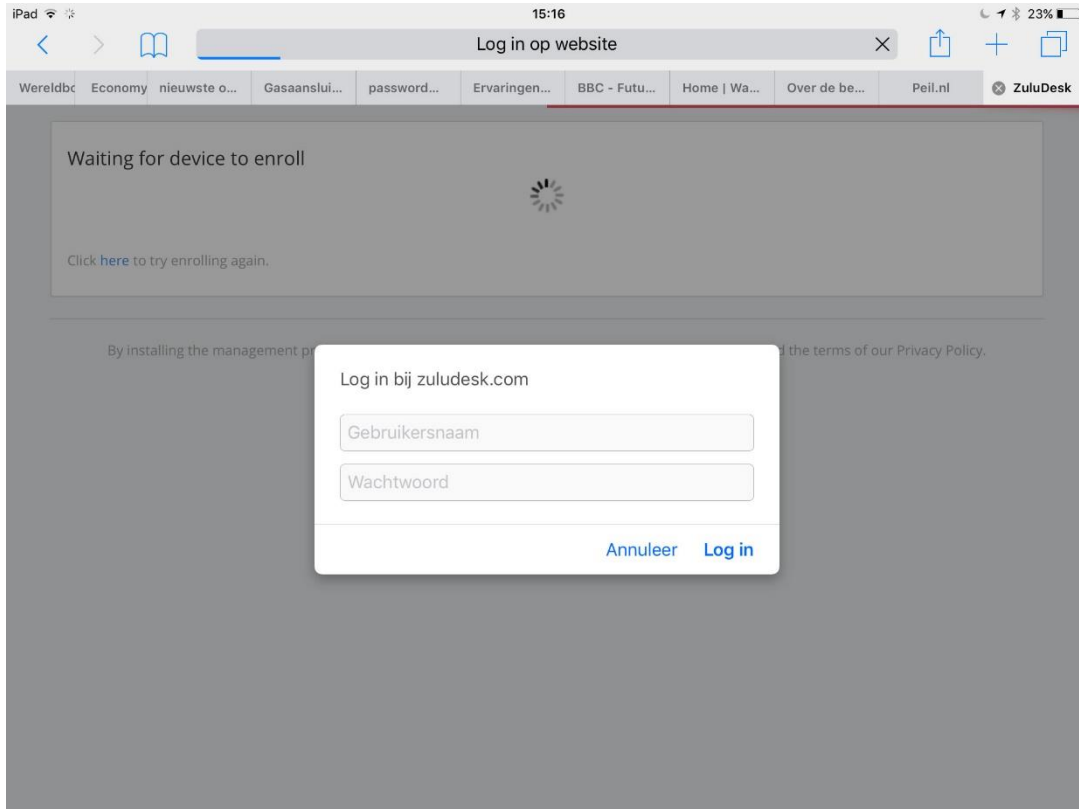 iPad 15:16 23%
Log in op website
Wereldbc Economy nieuwste o... Gasaanslui... password... Ervaringen... BBC - Futu... Home | Wa... Over de be... Peil.nl ZuluDesk
Waiting for device to enroll
Click here to try enrolling again.
By installing the management pr d the terms of our Privacy Policy.
Log in bij zuludesk.com
Gebruikersnaam
Wachtwoord
Annuleer Log in